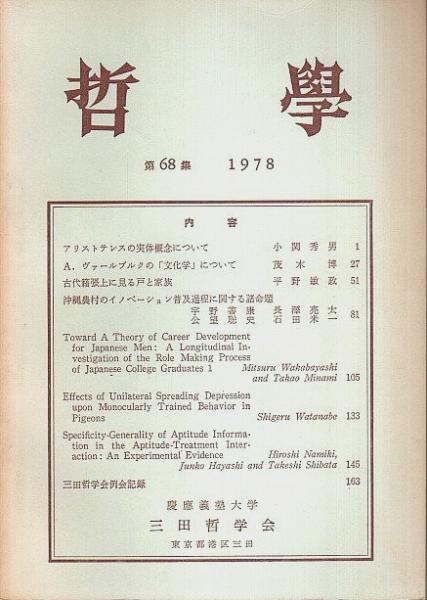 哲 學
第68集 1978
内容
アリストテレスの実体概念について 小関秀男 1
A. ヴァールブルクの「文化学」について 茂木博 27
古代籍張上に見る戸と家族 平野敏政 51
沖縄農村のイノベーション普及過程に関する諸命題
宇野善康 長澤亮太
公望聡史 石田米一 81
Toward A Theory of Career Development
for Japanese Men: A Longitudinal In-
vestigation of the Role Making Process
of Japanese College Graduates 1 Mitsuru Wakabayashi
and Takao Minami 105
Effects of Unilateral Spreading Depression
upon Monocularly Trained Behavior in
Pigeons Shigeru Watanabe 133
Specificity-Generality of Aptitude Informa-
tion in the Aptitude-Treatment Inter-
action: An Experimental Evidence Hiroshi Namiki,
Junko Hayashi and Takeshi Shibata 145
三田哲学会例会記録 163
慶應義塾大学
三田哲学会
東京都港区三田